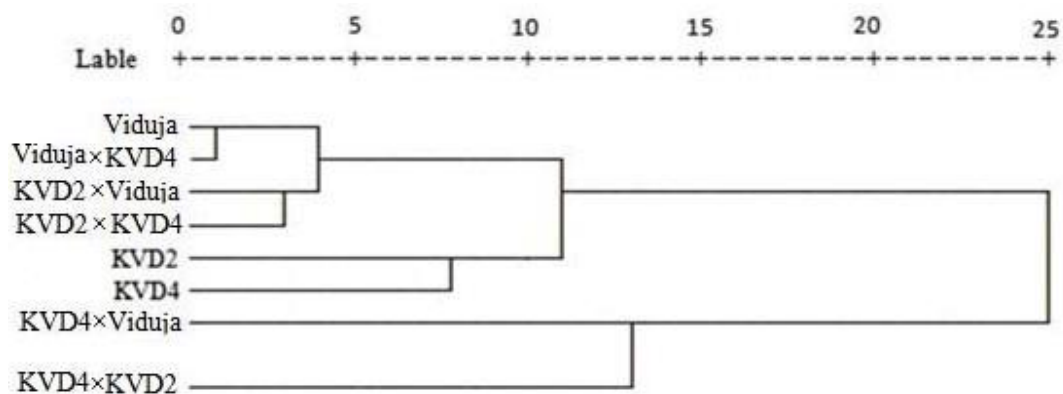 0 5 10 15 20 25
Lable
Viduja
Viduja×KVD4
KVD2×Viduja
KVD2×KVD4
KVD2
KVD4
KVD4×Viduja
KVD4×KVD2